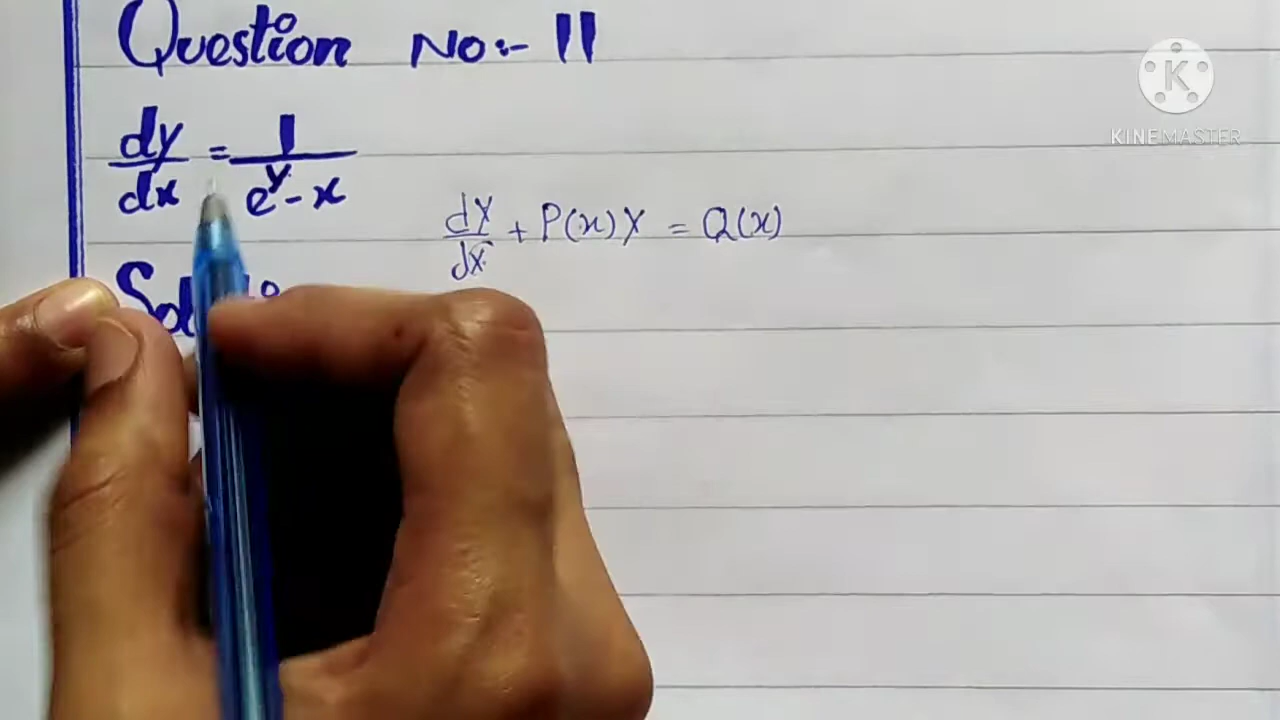 Question No:- 11
dy/dx = 1/(e^y - x)
dy/dx + P(x)y = Q(x)
K
KINEMASTER